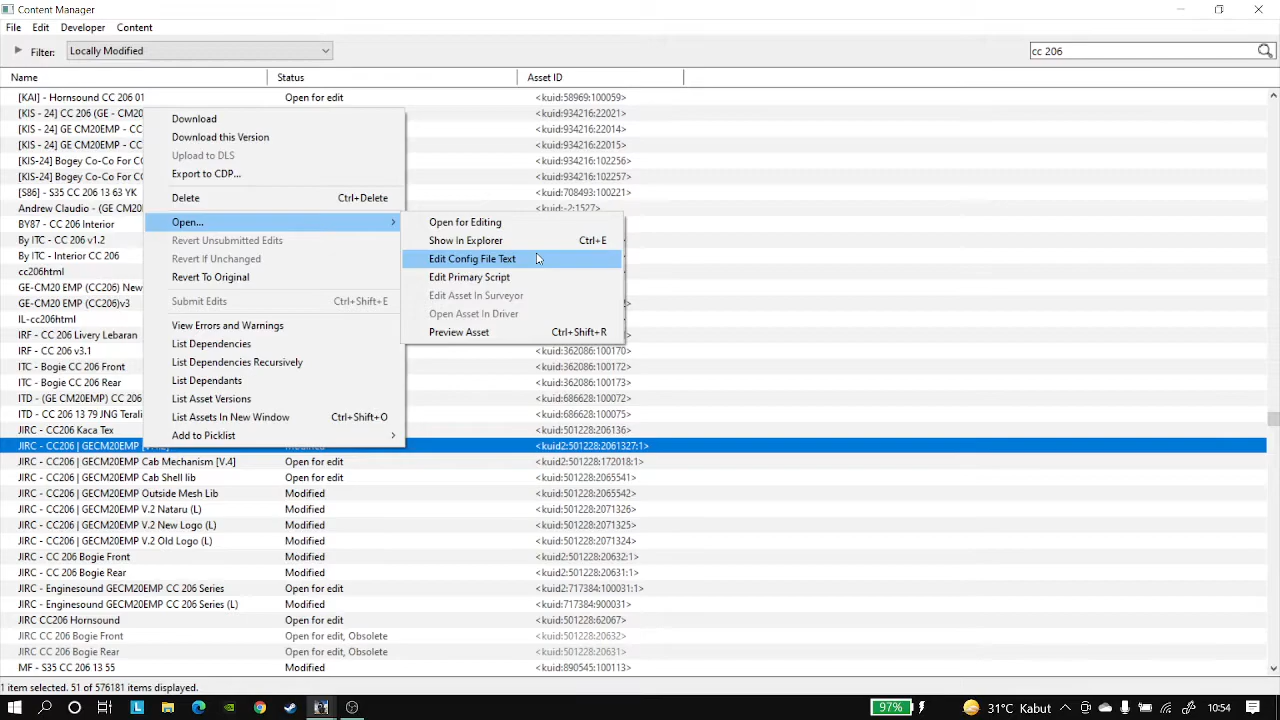 Content Manager
File Edit Developer Content
Filter: Locally Modified cc 206
Name Status Asset ID
[KAI] - Hornsound CC 206 01 Open for edit <kuid:58969:100059>
[KIS - 24] CC 206 (GE - CM20 <kuid:934216:22021>
[KIS - 24] GE CM20EMP - CC <kuid:934216:22014>
[KIS - 24] GE CM20EMP - CC <kuid:934216:22015>
[KIS-24] Bogey Co-Co For C <kuid:934216:102256>
[KIS-24] Bogey Co-Co For C <kuid:934216:102257>
[S86] - S35 CC 206 13 63 YK <kuid:708493:100221>
Andrew Claudio - (GE CM20 <kuid:-2:1527>
BY87 - CC 206 Interior
By ITC - CC 206 v1.2
By ITC - Interior CC 206
cc206html
GE-CM20 EMP (CC206) NEW
GE-CM20 EMP (CC206)v3
IL-cc206html
IRF - CC 206 Livery Lebaran
IRF - CC 206 v3.1 <kuid:362086:100170>
ITC - Bogie Front <kuid:362086:100172>
ITC - Bogie Rear <kuid:362086:100173>
ITD - (GE CM20EMP) CC 206 <kuid:686628:100072>
ITD - CC 206 13 79 JNG Terali <kuid:686628:100075>
JIRC - CC206 Kaca Tex <kuid:501228:206136>
JIRC - CC206 | GECM20EMP <kuid2:501228:2061327:1>
JIRC - CC206 | GECM20EMP Cab Mechanism [V.4] Open for edit <kuid2:501228:172018:1>
JIRC - CC206 | GECM20EMP Cab Shell lib Open for edit <kuid:501228:2065541>
JIRC - CC206 | GECM20EMP Outside Mesh Lib Modified <kuid:501228:2065542>
JIRC - CC206 | GECM20EMP V.2 Nataru (L) Modified <kuid:501228:2071326>
JIRC - CC206 | GECM20EMP V.2 New Logo (L) Modified <kuid:501228:2071325>
JIRC - CC206 | GECM20EMP V.2 Old Logo (L) Modified <kuid:501228:2071324>
JIRC - CC 206 Bogie Front Modified <kuid2:501228:20632:1>
JIRC - CC 206 Bogie Rear Modified <kuid2:501228:20631:1>
JIRC - Enginesound GECM20EMP CC 206 Series Open for edit <kuid2:717384:100031:1>
JIRC - Enginesound GECM20EMP CC 206 Series (L) Modified <kuid:717384:900031>
JIRC CC206 Hornsound Open for edit <kuid:501228:62067>
JIRC CC 206 Bogie Front Open for edit, Obsolete <kuid:501228:20632>
JIRC CC 206 Bogie Rear Open for edit, Obsolete <kuid:501228:20631>
MF - S35 CC 206 13 55 Modified <kuid:890545:100113>
Download
Download this Version
Upload to DLS
Export to CDP...
Delete Ctrl+Delete
Open...
Revert Unsubmitted Edits
Revert If Unchanged
Revert To Original
Submit Edits Ctrl+Shift+E
View Errors and Warnings
List Dependencies
List Dependencies Recursively
List Dependants
List Asset Versions
List Assets In New Window Ctrl+Shift+O
Add to Picklist
Open for Editing
Show In Explorer Ctrl+E
Edit Config File Text
Edit Primary Script
Edit Asset In Surveyor
Open Asset In Driver
Preview Asset Ctrl+Shift+R
1 item selected. 51 of 576181 items displayed.
97% 31°C Kabut 10:54